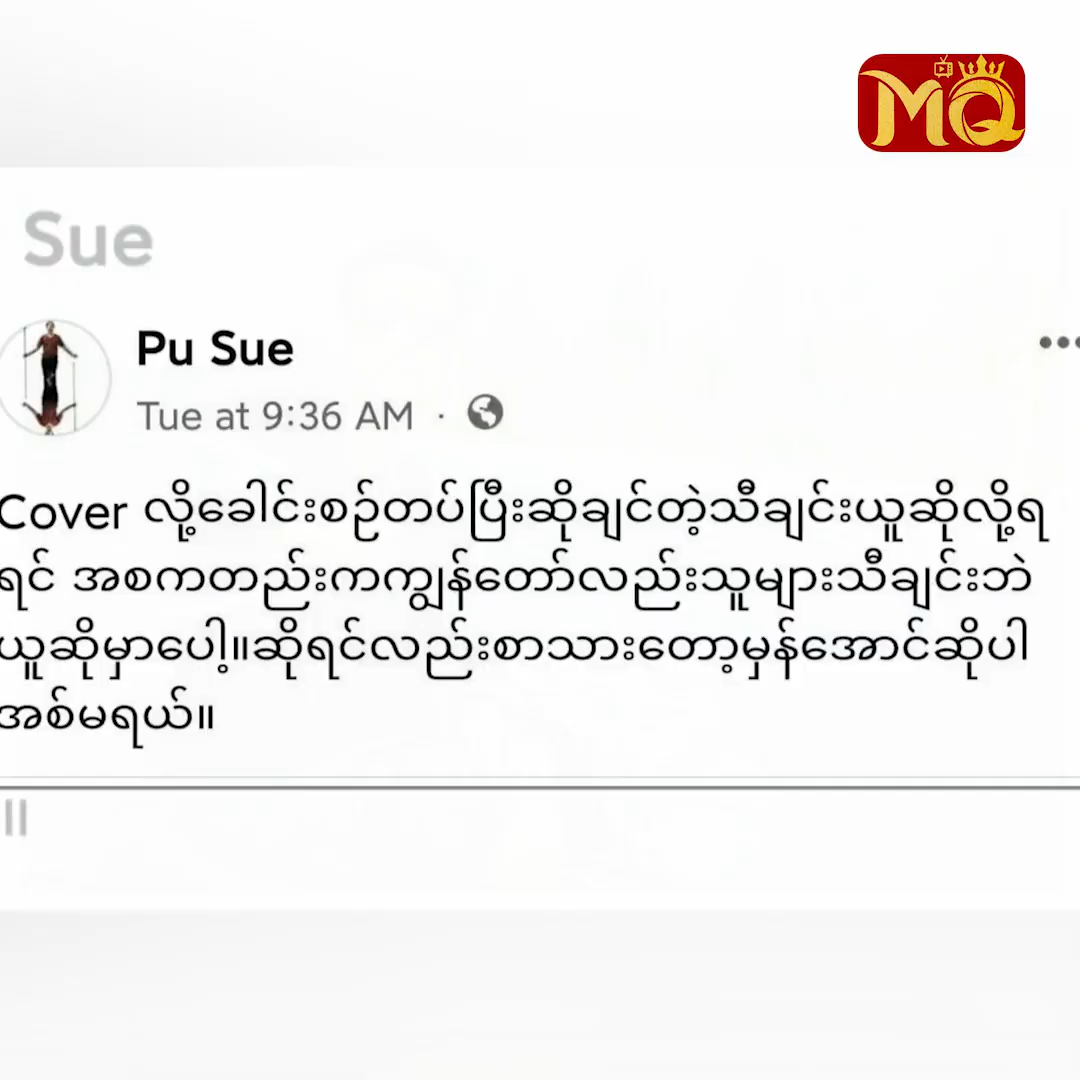 MQ
Sue
Pu Sue
Tue at 9:36 AM ·
Cover လို့ခေါင်းစဉ်တပ်ပြီးဆိုချင်တဲ့သီချင်းယူဆိုလို့ရ
ရင် အစကတည်းကကျွန်တော်လည်းသူများသီချင်းဘဲ
ယူဆိုမှာပေါ့။ဆိုရင်လည်းစာသားတော့မှန်အောင်ဆိုပါ
အစ်မရယ်။
။